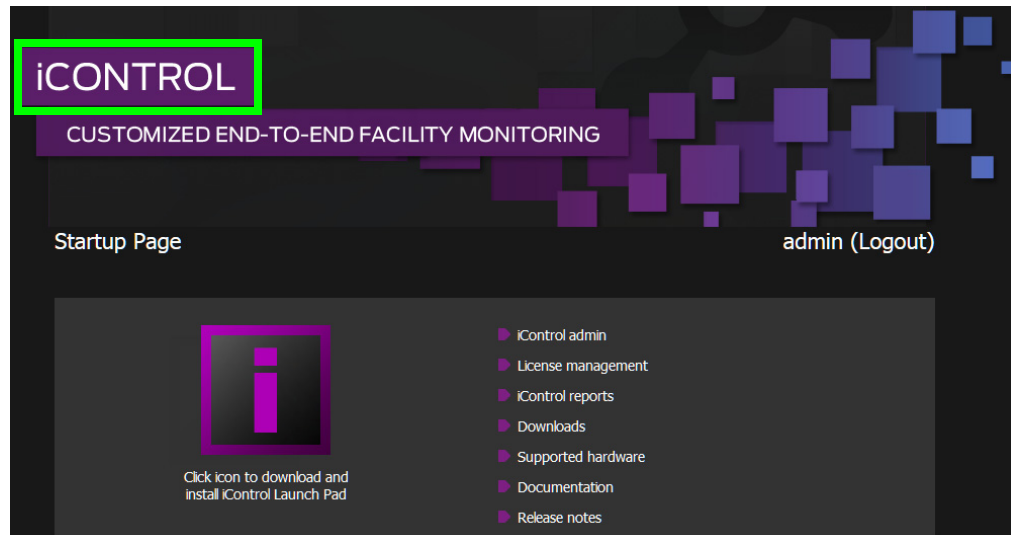 iCONTROL
CUSTOMIZED END-TO-END FACILITY MONITORING
Startup Page
admin (Logout)
iControl admin
License management
iControl reports
Downloads
Supported hardware
Documentation
Release notes
i
Click icon to download and
install iControl Launch Pad